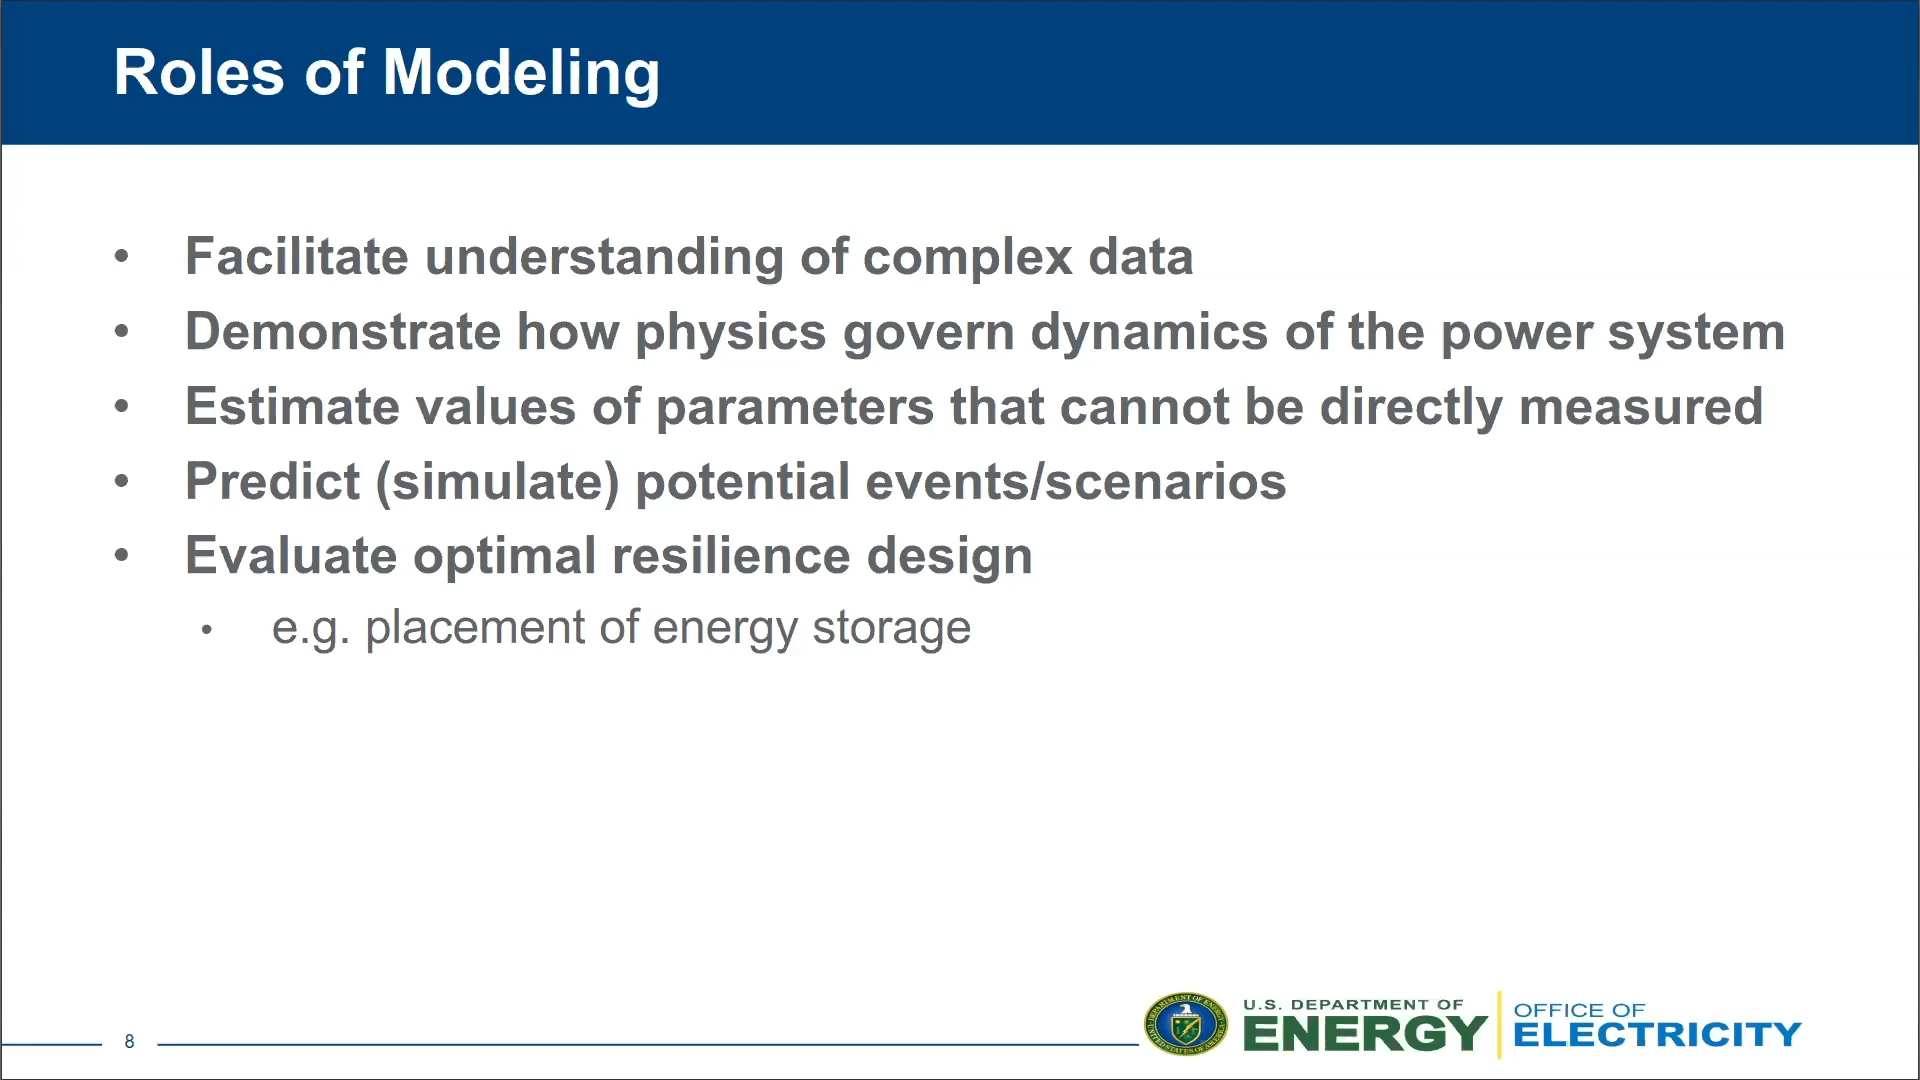 Roles of Modeling
• Facilitate understanding of complex data
• Demonstrate how physics govern dynamics of the power system
• Estimate values of parameters that cannot be directly measured
• Predict (simulate) potential events/scenarios
• Evaluate optimal resilience design
• e.g. placement of energy storage
8
U.S. DEPARTMENT OF
ENERGY
OFFICE OF
ELECTRICITY